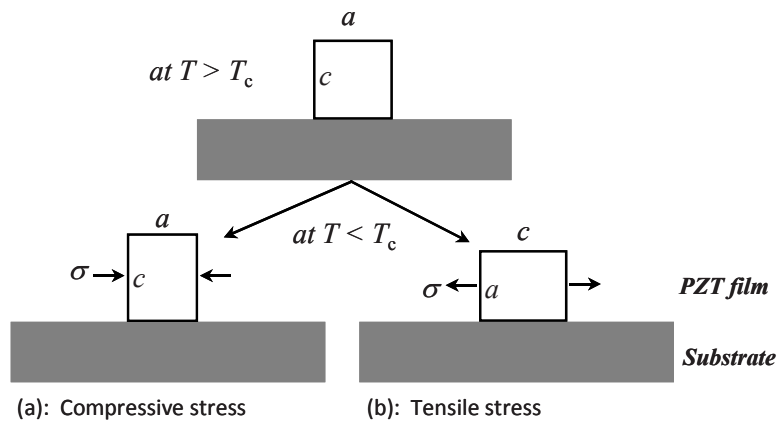 a
at T > Tc
c
a
at T < Tc
c
σ
c
σ
a
PZT film
Substrate
(a): Compressive stress
(b): Tensile stress